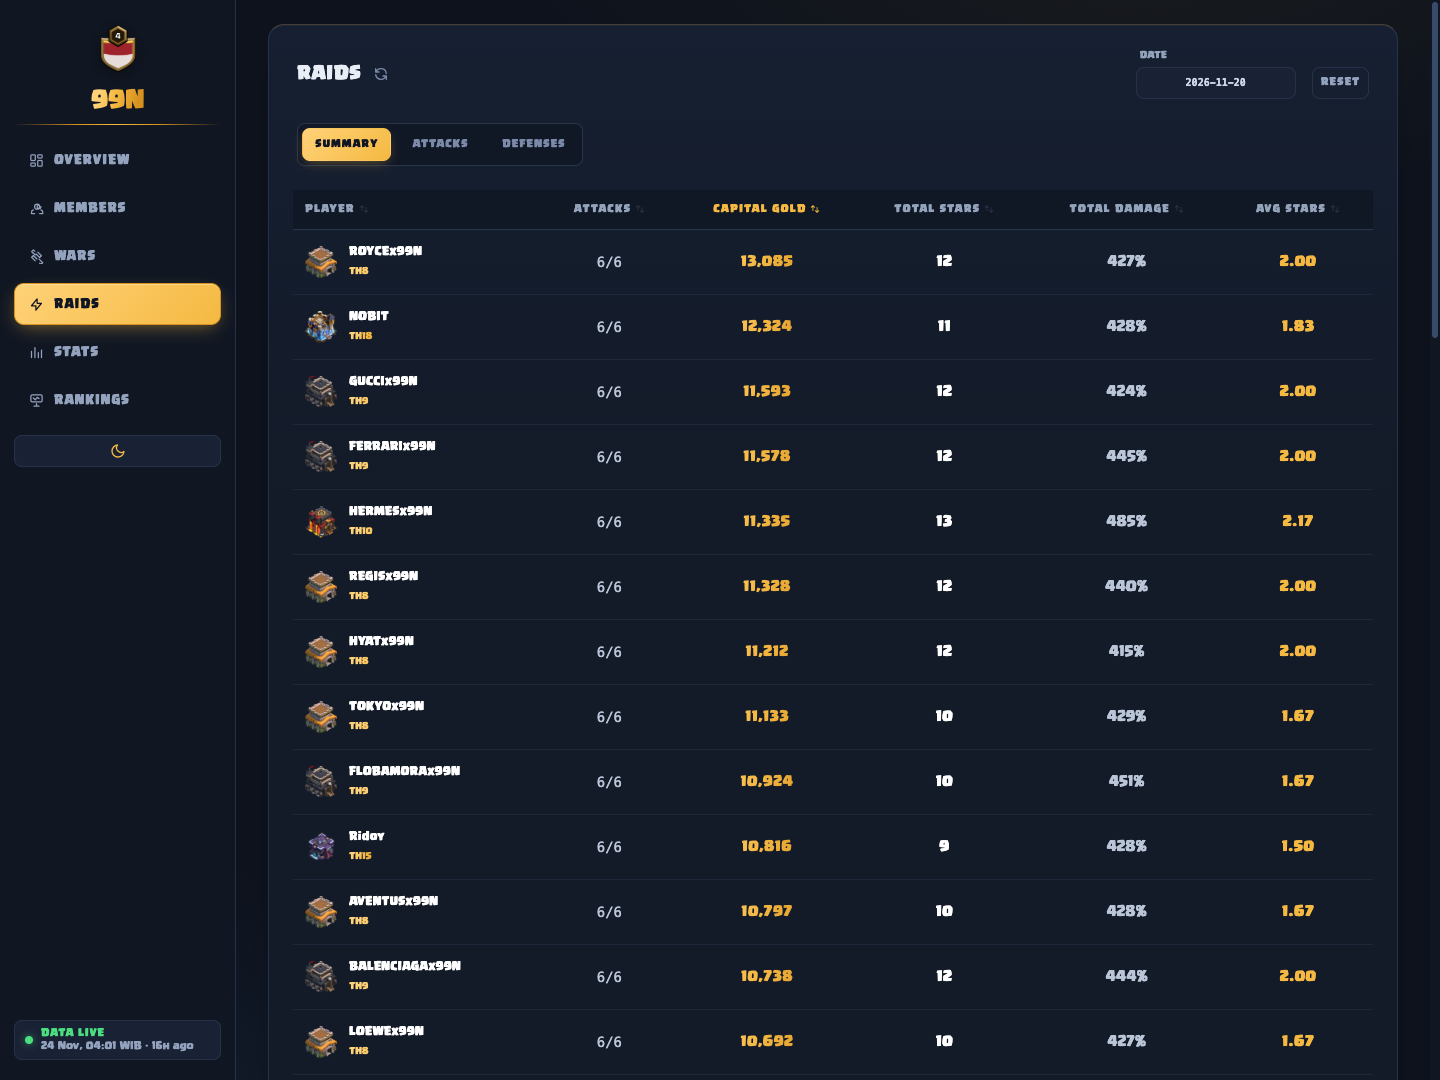 4
99N
OVERVIEW
MEMBERS
WARS
RAIDS
STATS
RANKINGS
DATA LIVE
24 Nov, 04:01 WIB · 16H ago
RAIDS
DATE
2026-11-20
RESET
SUMMARY ATTACKS DEFENSES
PLAYER ATTACKS CAPITAL GOLD TOTAL STARS TOTAL DAMAGE AVG STARS
ROYCEx99N
TH8
6/6 13,085 12 427% 2.00
NOBIT
TH18
6/6 12,324 11 428% 1.83
GUCCIx99N
TH9
6/6 11,593 12 424% 2.00
FERRARIx99N
TH9
6/6 11,578 12 445% 2.00
HERMESx99N
TH10
6/6 11,335 13 485% 2.17
REGISx99N
TH8
6/6 11,328 12 440% 2.00
HYATx99N
TH8
6/6 11,212 12 415% 2.00
TOKYOx99N
TH8
6/6 11,133 10 429% 1.67
FLOBAMORAx99N
TH9
6/6 10,924 10 451% 1.67
Ridoy
TH15
6/6 10,816 9 428% 1.50
AVENTUSx99N
TH8
6/6 10,797 10 428% 1.67
BALENCIAGAx99N
TH9
6/6 10,738 12 444% 2.00
LOEWEx99N
TH8
6/6 10,692 10 427% 1.67